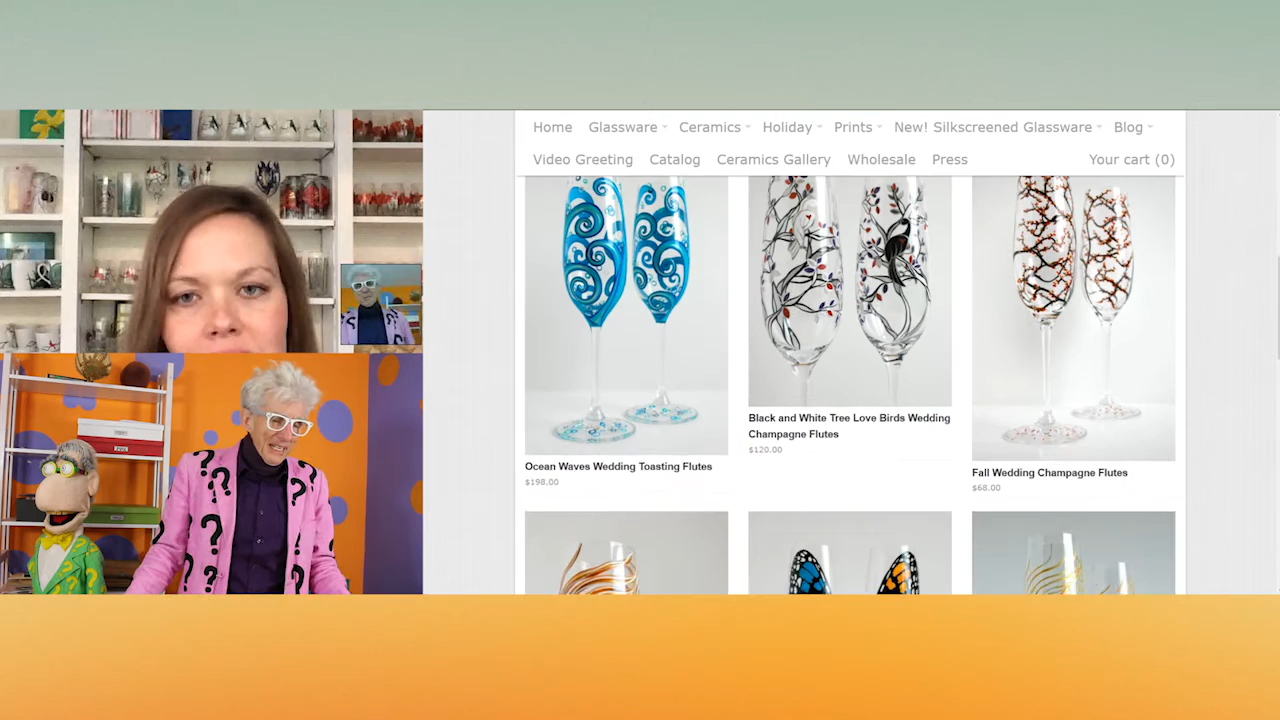 Home Glassware Ceramics Holiday Prints New! Silkscreened Glassware Blog
Video Greeting Catalog Ceramics Gallery Wholesale Press Your cart (0)
Ocean Waves Wedding Toasting Flutes
$198.00
Black and White Tree Love Birds Wedding
Champagne Flutes
$120.00
Fall Wedding Champagne Flutes
$68.00